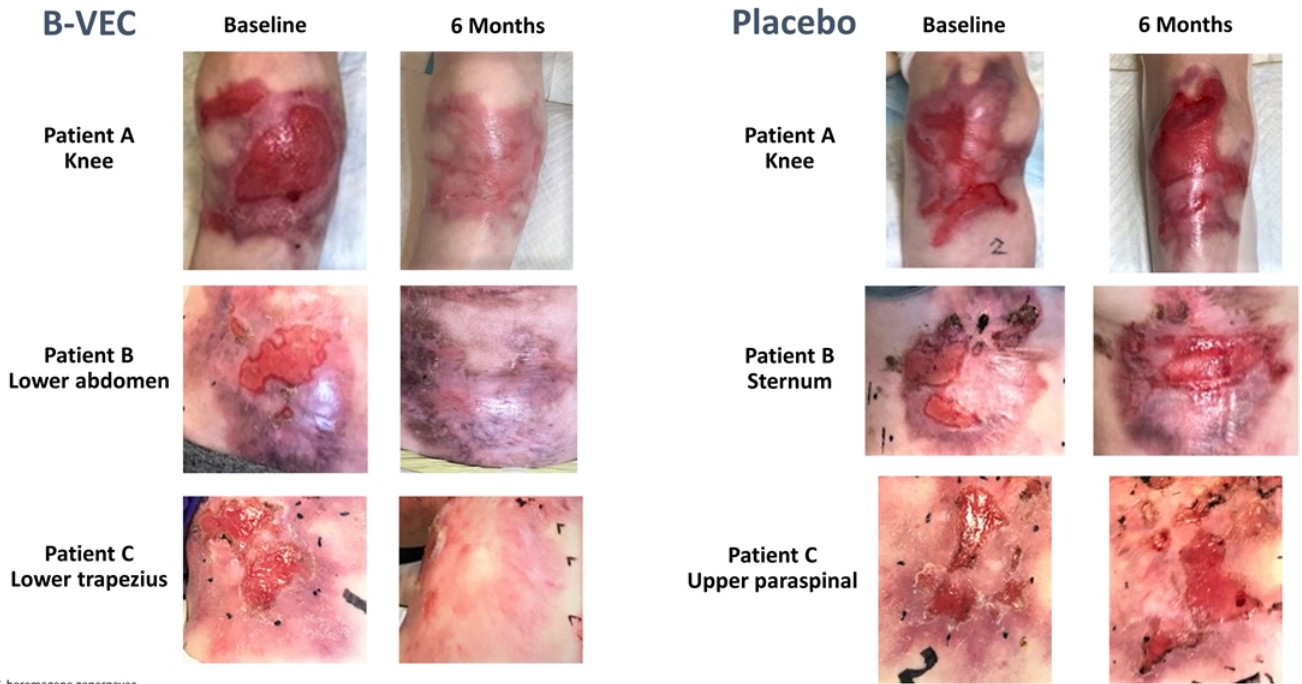 B-VEC
Baseline
6 Months
Placebo
Baseline
6 Months
Patient A
Knee
Patient A
Knee
2
Patient B
Lower abdomen
Patient B
Sternum
Patient C
Lower trapezius
Patient C
Upper paraspinal